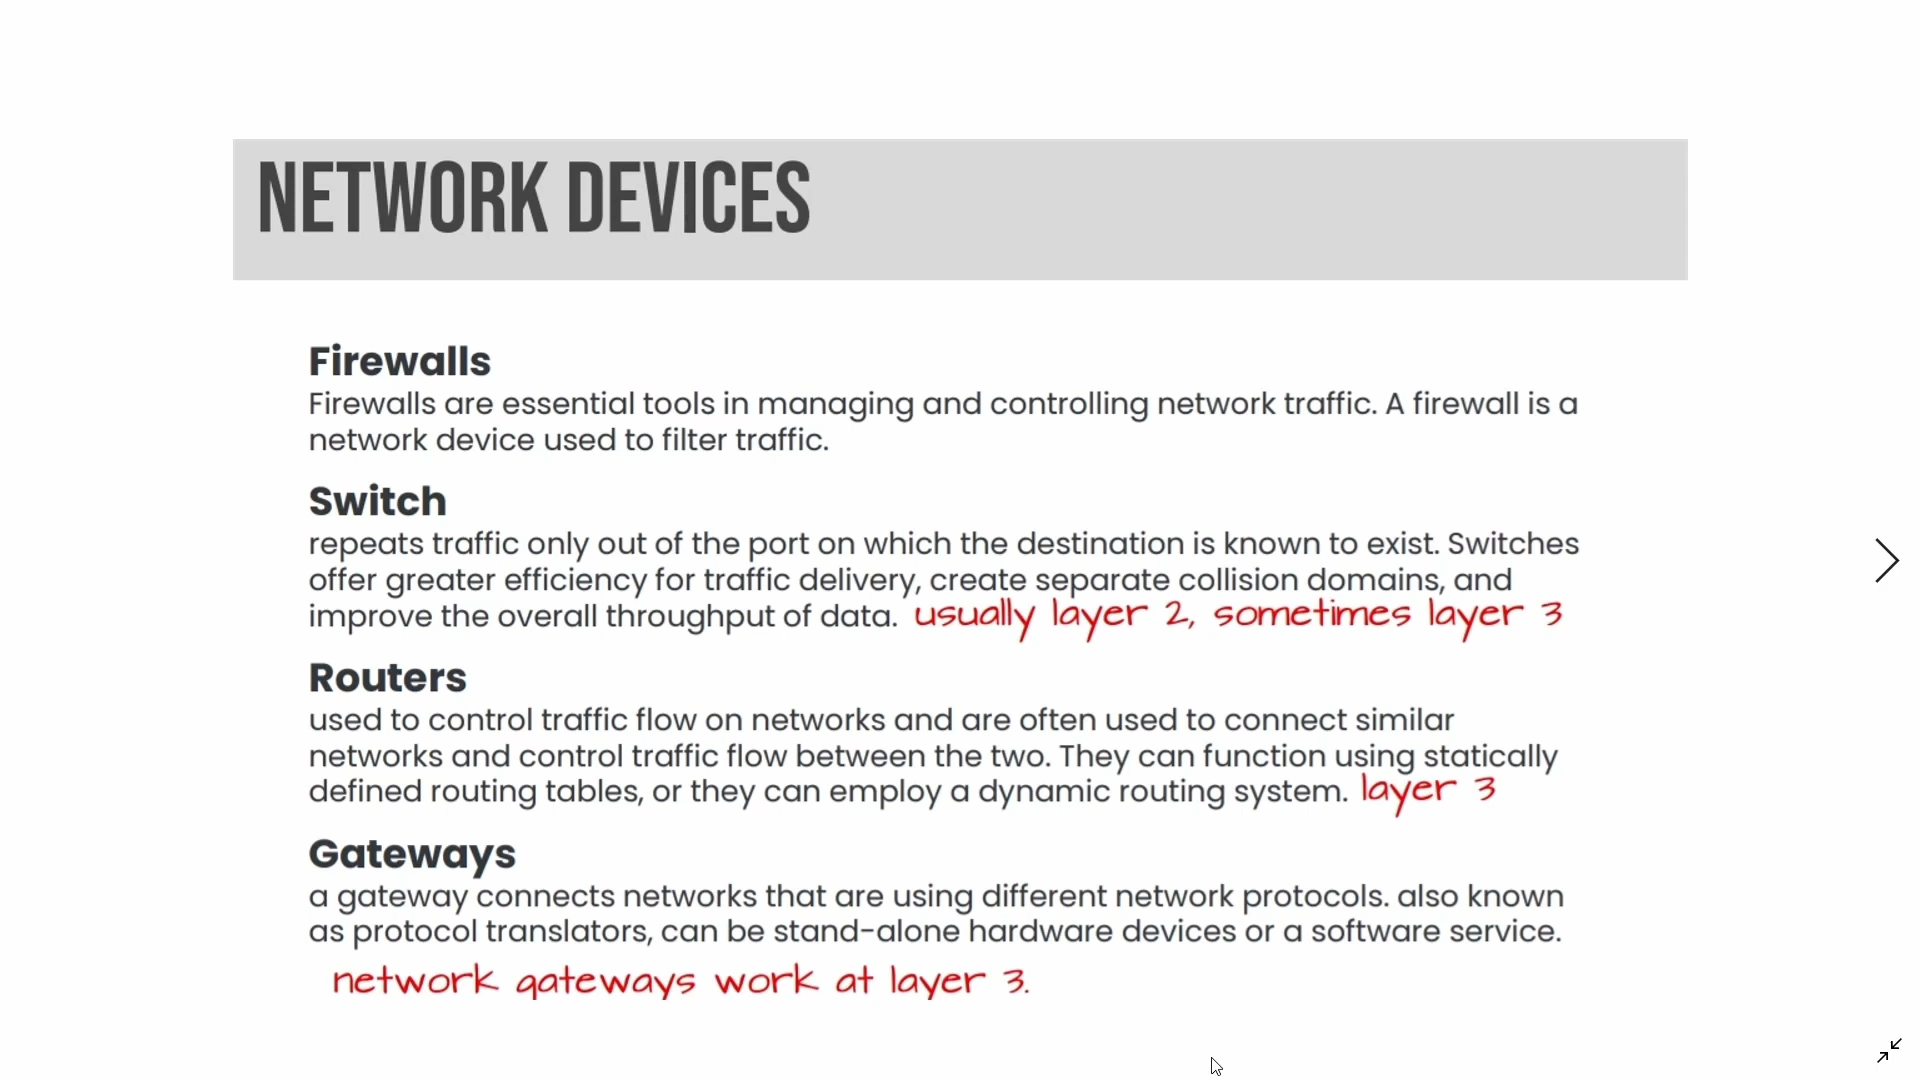 NETWORK DEVICES
Firewalls
Firewalls are essential tools in managing and controlling network traffic. A firewall is a
network device used to filter traffic.
Switch
repeats traffic only out of the port on which the destination is known to exist. Switches
offer greater efficiency for traffic delivery, create separate collision domains, and
improve the overall throughput of data. usually layer 2, sometimes layer 3
Routers
used to control traffic flow on networks and are often used to connect similar
networks and control traffic flow between the two. They can function using statically
defined routing tables, or they can employ a dynamic routing system. layer 3
Gateways
a gateway connects networks that are using different network protocols. also known
as protocol translators, can be stand-alone hardware devices or a software service.
network gateways work at layer 3.